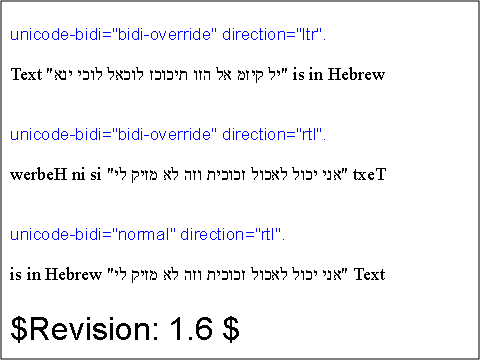 unicode-bidi="bidi-override" direction="ltr".
Text "יל קיזמ אל הזו תיכוכז לוכאל לוכי ינא" is in Hebrew
unicode-bidi="bidi-override" direction="rtl".
werbeH ni si "אני יכול לאכול זכוכית וזה לא מזיק לי" txeT
unicode-bidi="normal" direction="rtl".
is in Hebrew "אני יכול לאכול זכוכית וזה לא מזיק לי" Text
$Revision: 1.6 $